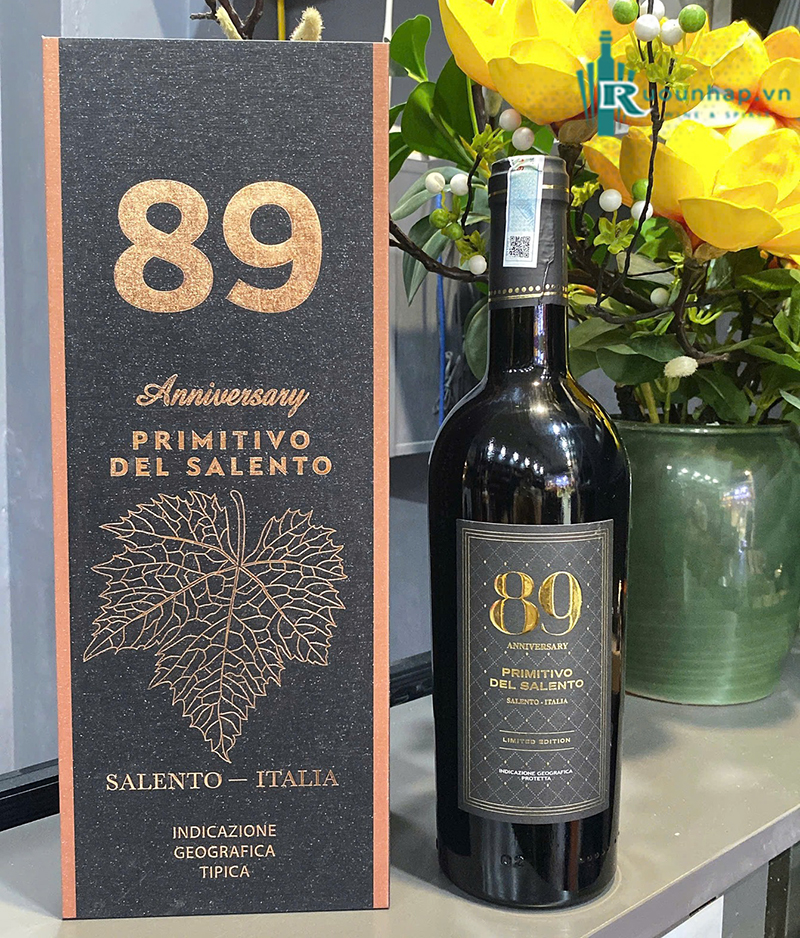 Ruounhap.vn
89
Anniversary
PRIMITIVO
DEL SALENTO
SALENTO — ITALIA
INDICAZIONE
GEOGRAFICA
TIPICA
89
ANNIVERSARY
PRIMITIVO
DEL SALENTO
SALENTO - ITALIA
LIMITED EDITION
INDICAZIONE GEOGRAFICA
PROTETTA